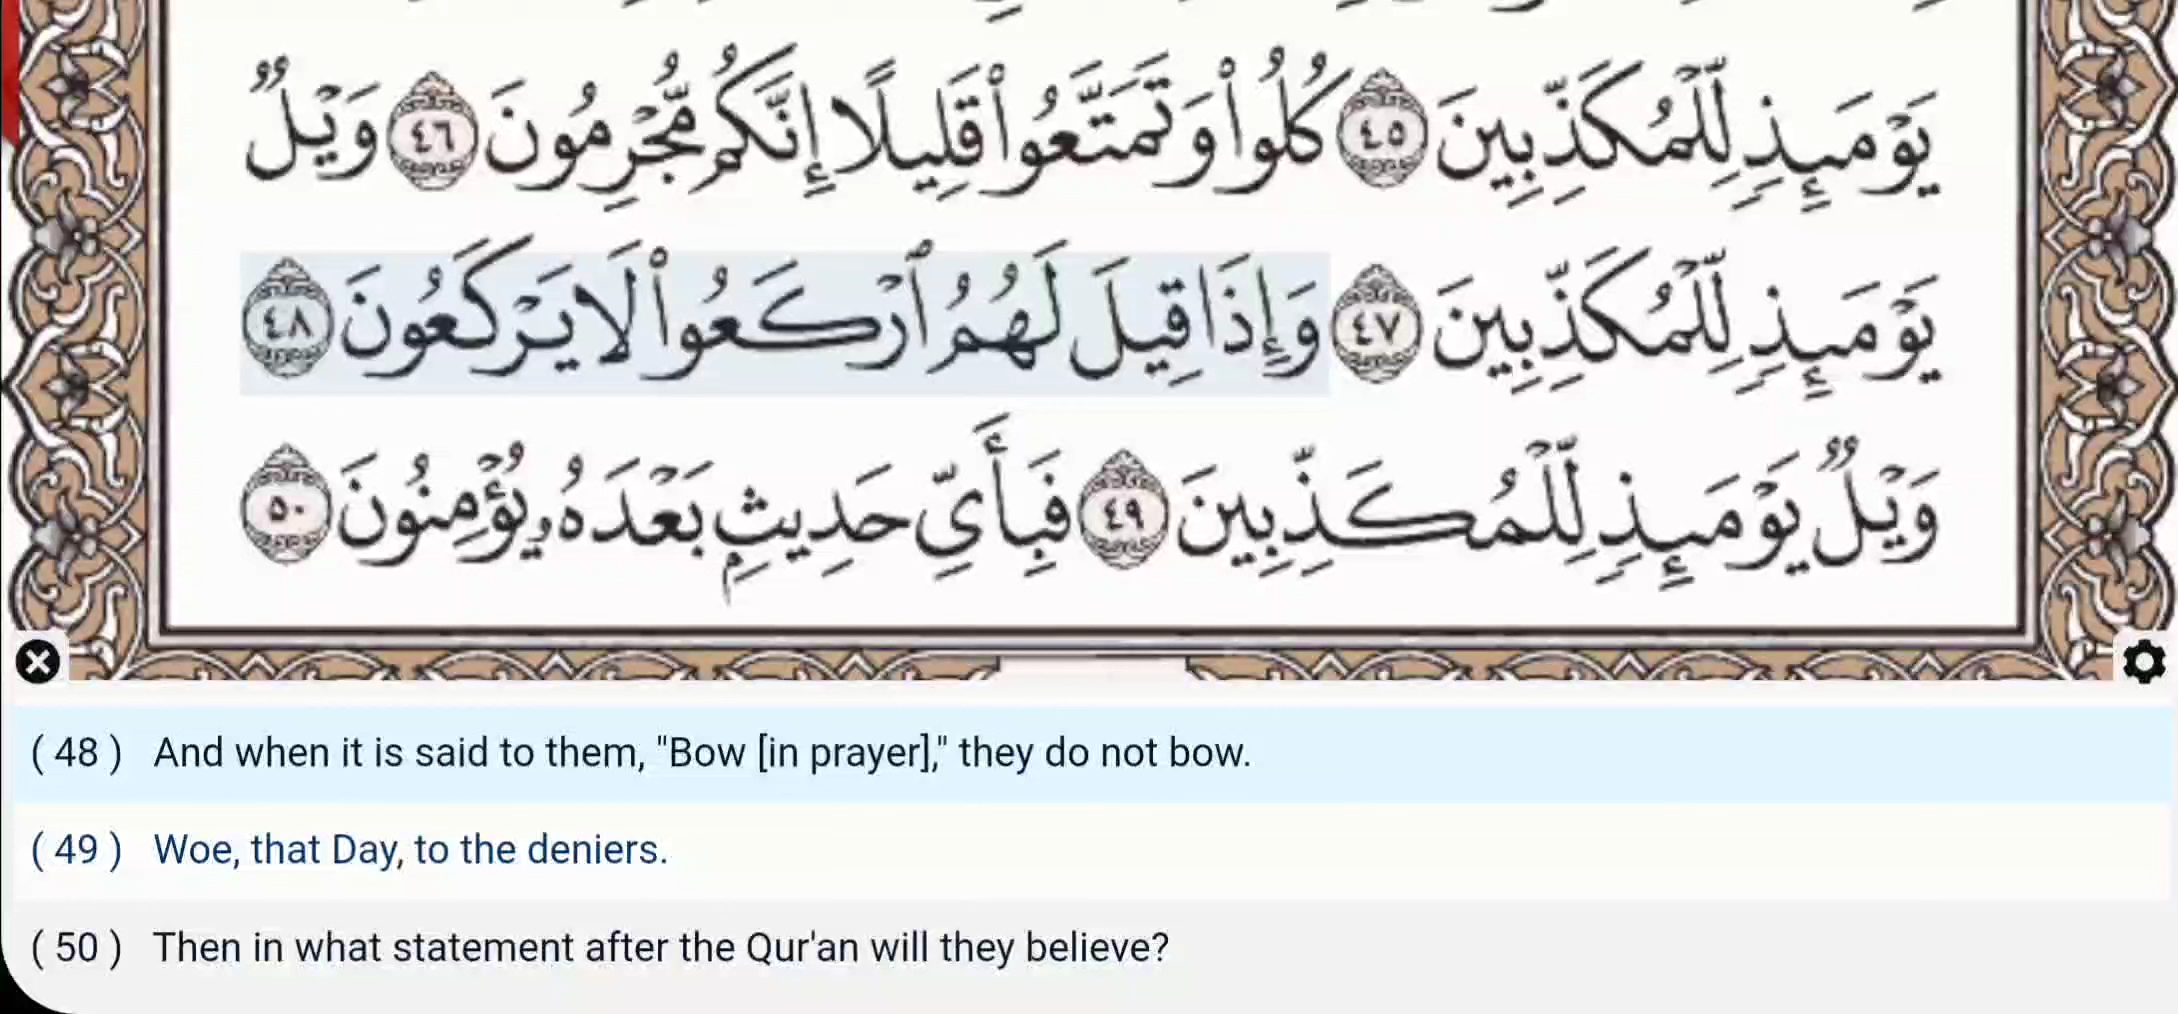 يَوْمَئِذٍ لِّلْمُكَذِّبِينَ ٤٥ كُلُوا۟ وَتَمَتَّعُوا۟ قَلِيلًا إِنَّكُم مُّجْرِمُونَ ٤٦ وَيْلٌ
يَوْمَئِذٍ لِّلْمُكَذِّبِينَ ٤٧ وَإِذَا قِيلَ لَهُمُ ٱرْكَعُوا۟ لَا يَرْكَعُونَ ٤٨
وَيْلٌ يَوْمَئِذٍ لِّلْمُكَذِّبِينَ ٤٩ فَبِأَىِّ حَدِيثٍۭ بَعْدَهُۥ يُؤْمِنُونَ ٥٠
( 48 ) And when it is said to them, "Bow [in prayer]," they do not bow.
( 49 ) Woe, that Day, to the deniers.
( 50 ) Then in what statement after the Qur'an will they believe?